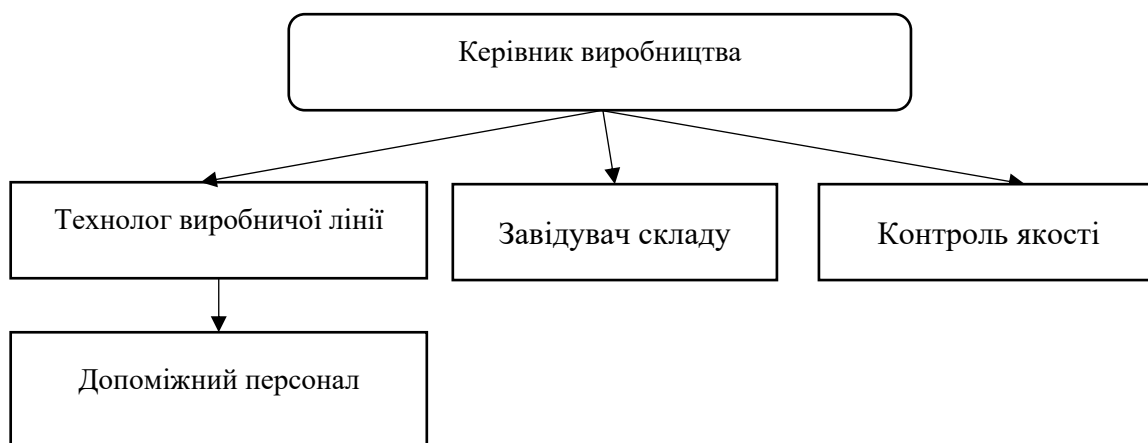 Керівник виробництва
Технолог виробничої лінії
Завідувач складу
Контроль якості
Допоміжний персонал